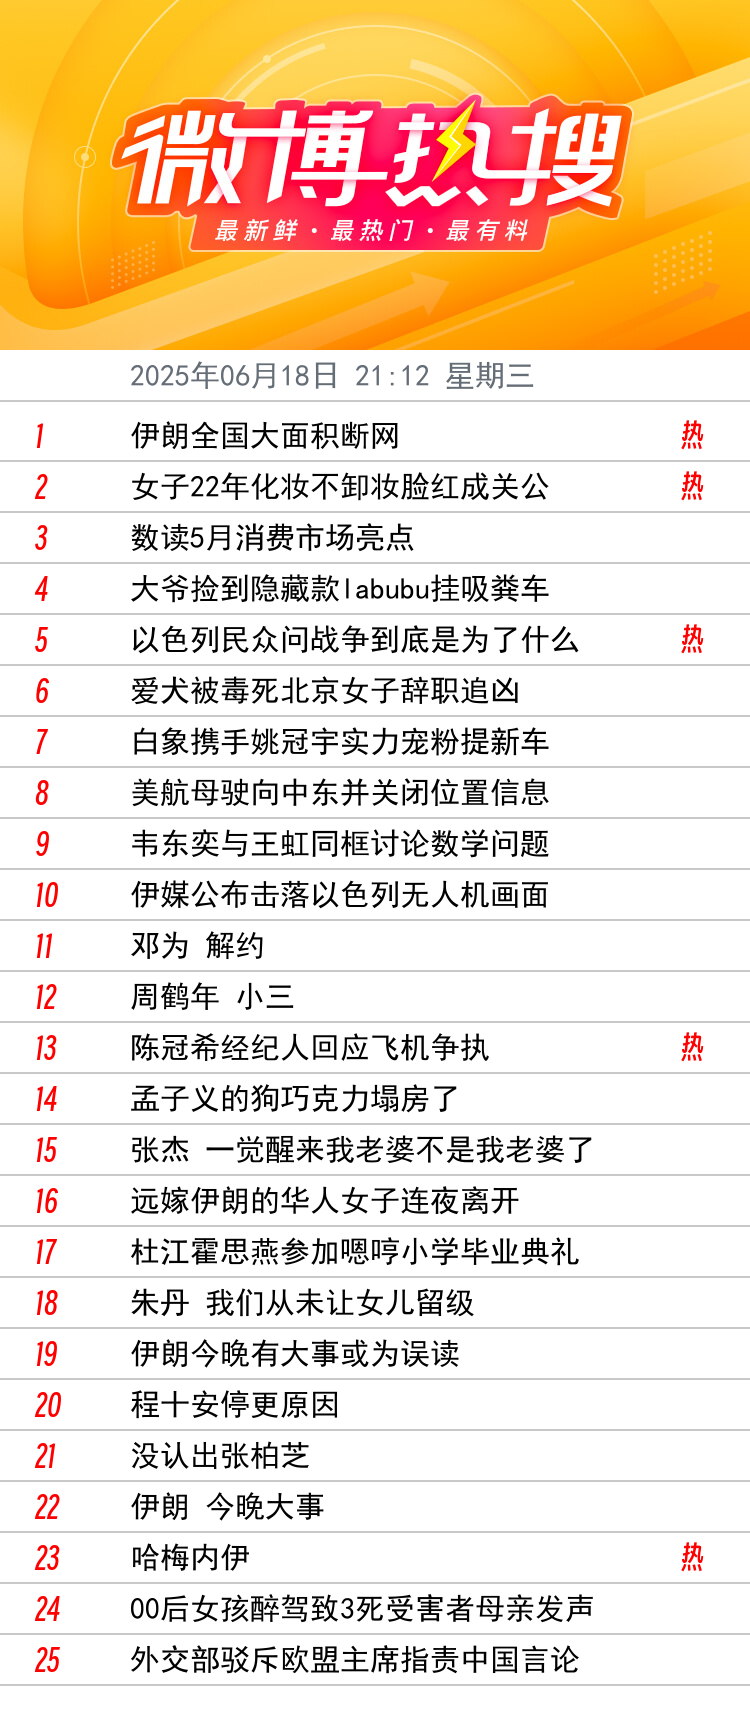 微博热搜
最新鲜·最热门·最有料
2025年06月18日 21:12 星期三
1 伊朗全国大面积断网 热
2 女子22年化妆不卸妆脸红成关公 热
3 数读5月消费市场亮点
4 大爷捡到隐藏款labubu挂吸粪车
5 以色列民众问战争到底是为了什么 热
6 爱犬被毒死北京女子辞职追凶
7 白象携手姚冠宇实力宠粉提新车
8 美航母驶向中东并关闭位置信息
9 韦东奕与王虹同框讨论数学问题
10 伊媒公布击落以色列无人机画面
11 邓为 解约
12 周鹤年 小三
13 陈冠希经纪人回应飞机争执 热
14 孟子义的狗巧克力塌房了
15 张杰 一觉醒来我老婆不是我老婆了
16 远嫁伊朗的华人女子连夜离开
17 杜江霍思燕参加嗯哼小学毕业典礼
18 朱丹 我们从未让女儿留级
19 伊朗今晚有大事或为误读
20 程十安停更原因
21 没认出张柏芝
22 伊朗 今晚大事
23 哈梅内伊 热
24 00后女孩醉驾致3死受害者母亲发声
25 外交部驳斥欧盟主席指责中国言论